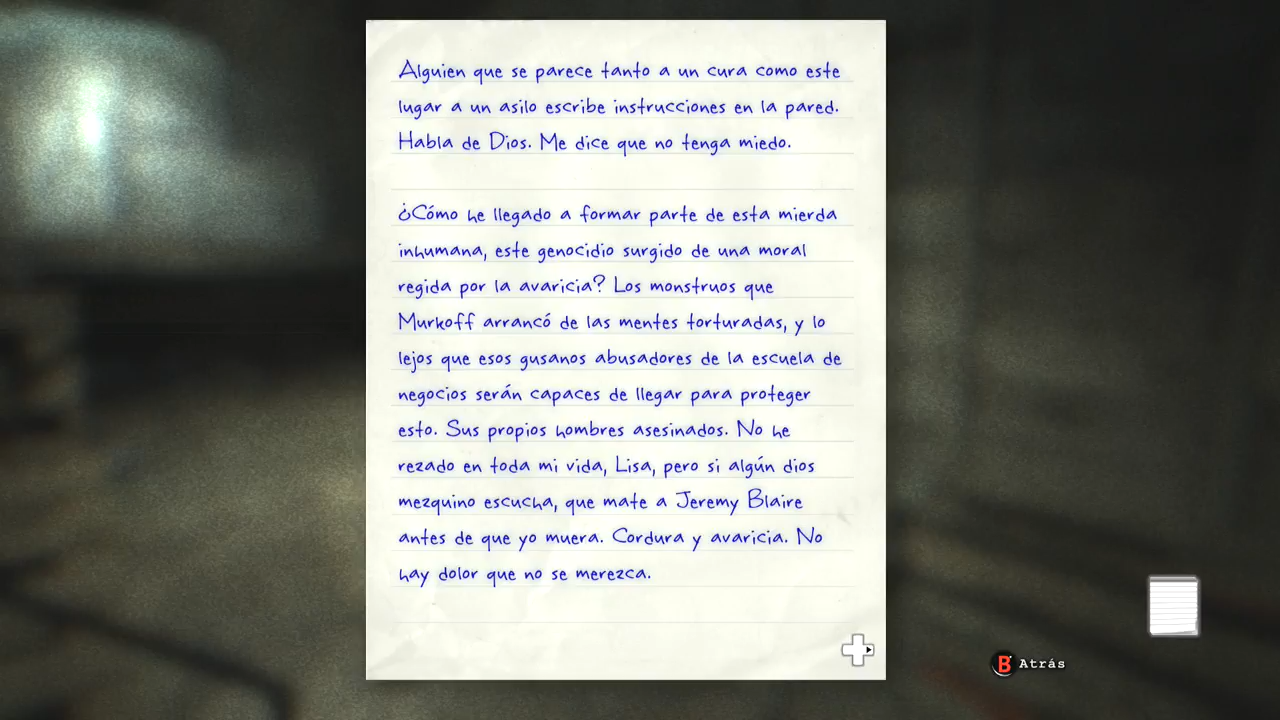 Alguien que se parece tanto a un cura como este
lugar a un asilo escribe instrucciones en la pared.
Habla de Dios. Me dice que no tenga miedo.
¿Cómo he llegado a formar parte de esta mierda
inhumana, este genocidio surgido de una moral
regida por la avaricia? Los monstruos que
Murkoff arrancó de las mentes torturadas, y lo
lejos que esos gusanos abusadores de la escuela de
negocios serán capaces de llegar para proteger
esto. Sus propios hombres asesinados. No he
rezado en toda mi vida, Lisa, pero si algún dios
mezquino escucha, que mate a Jeremy Blaire
antes de que yo muera. Cordura y avaricia. No
hay dolor que no se merezca.
B Atrás